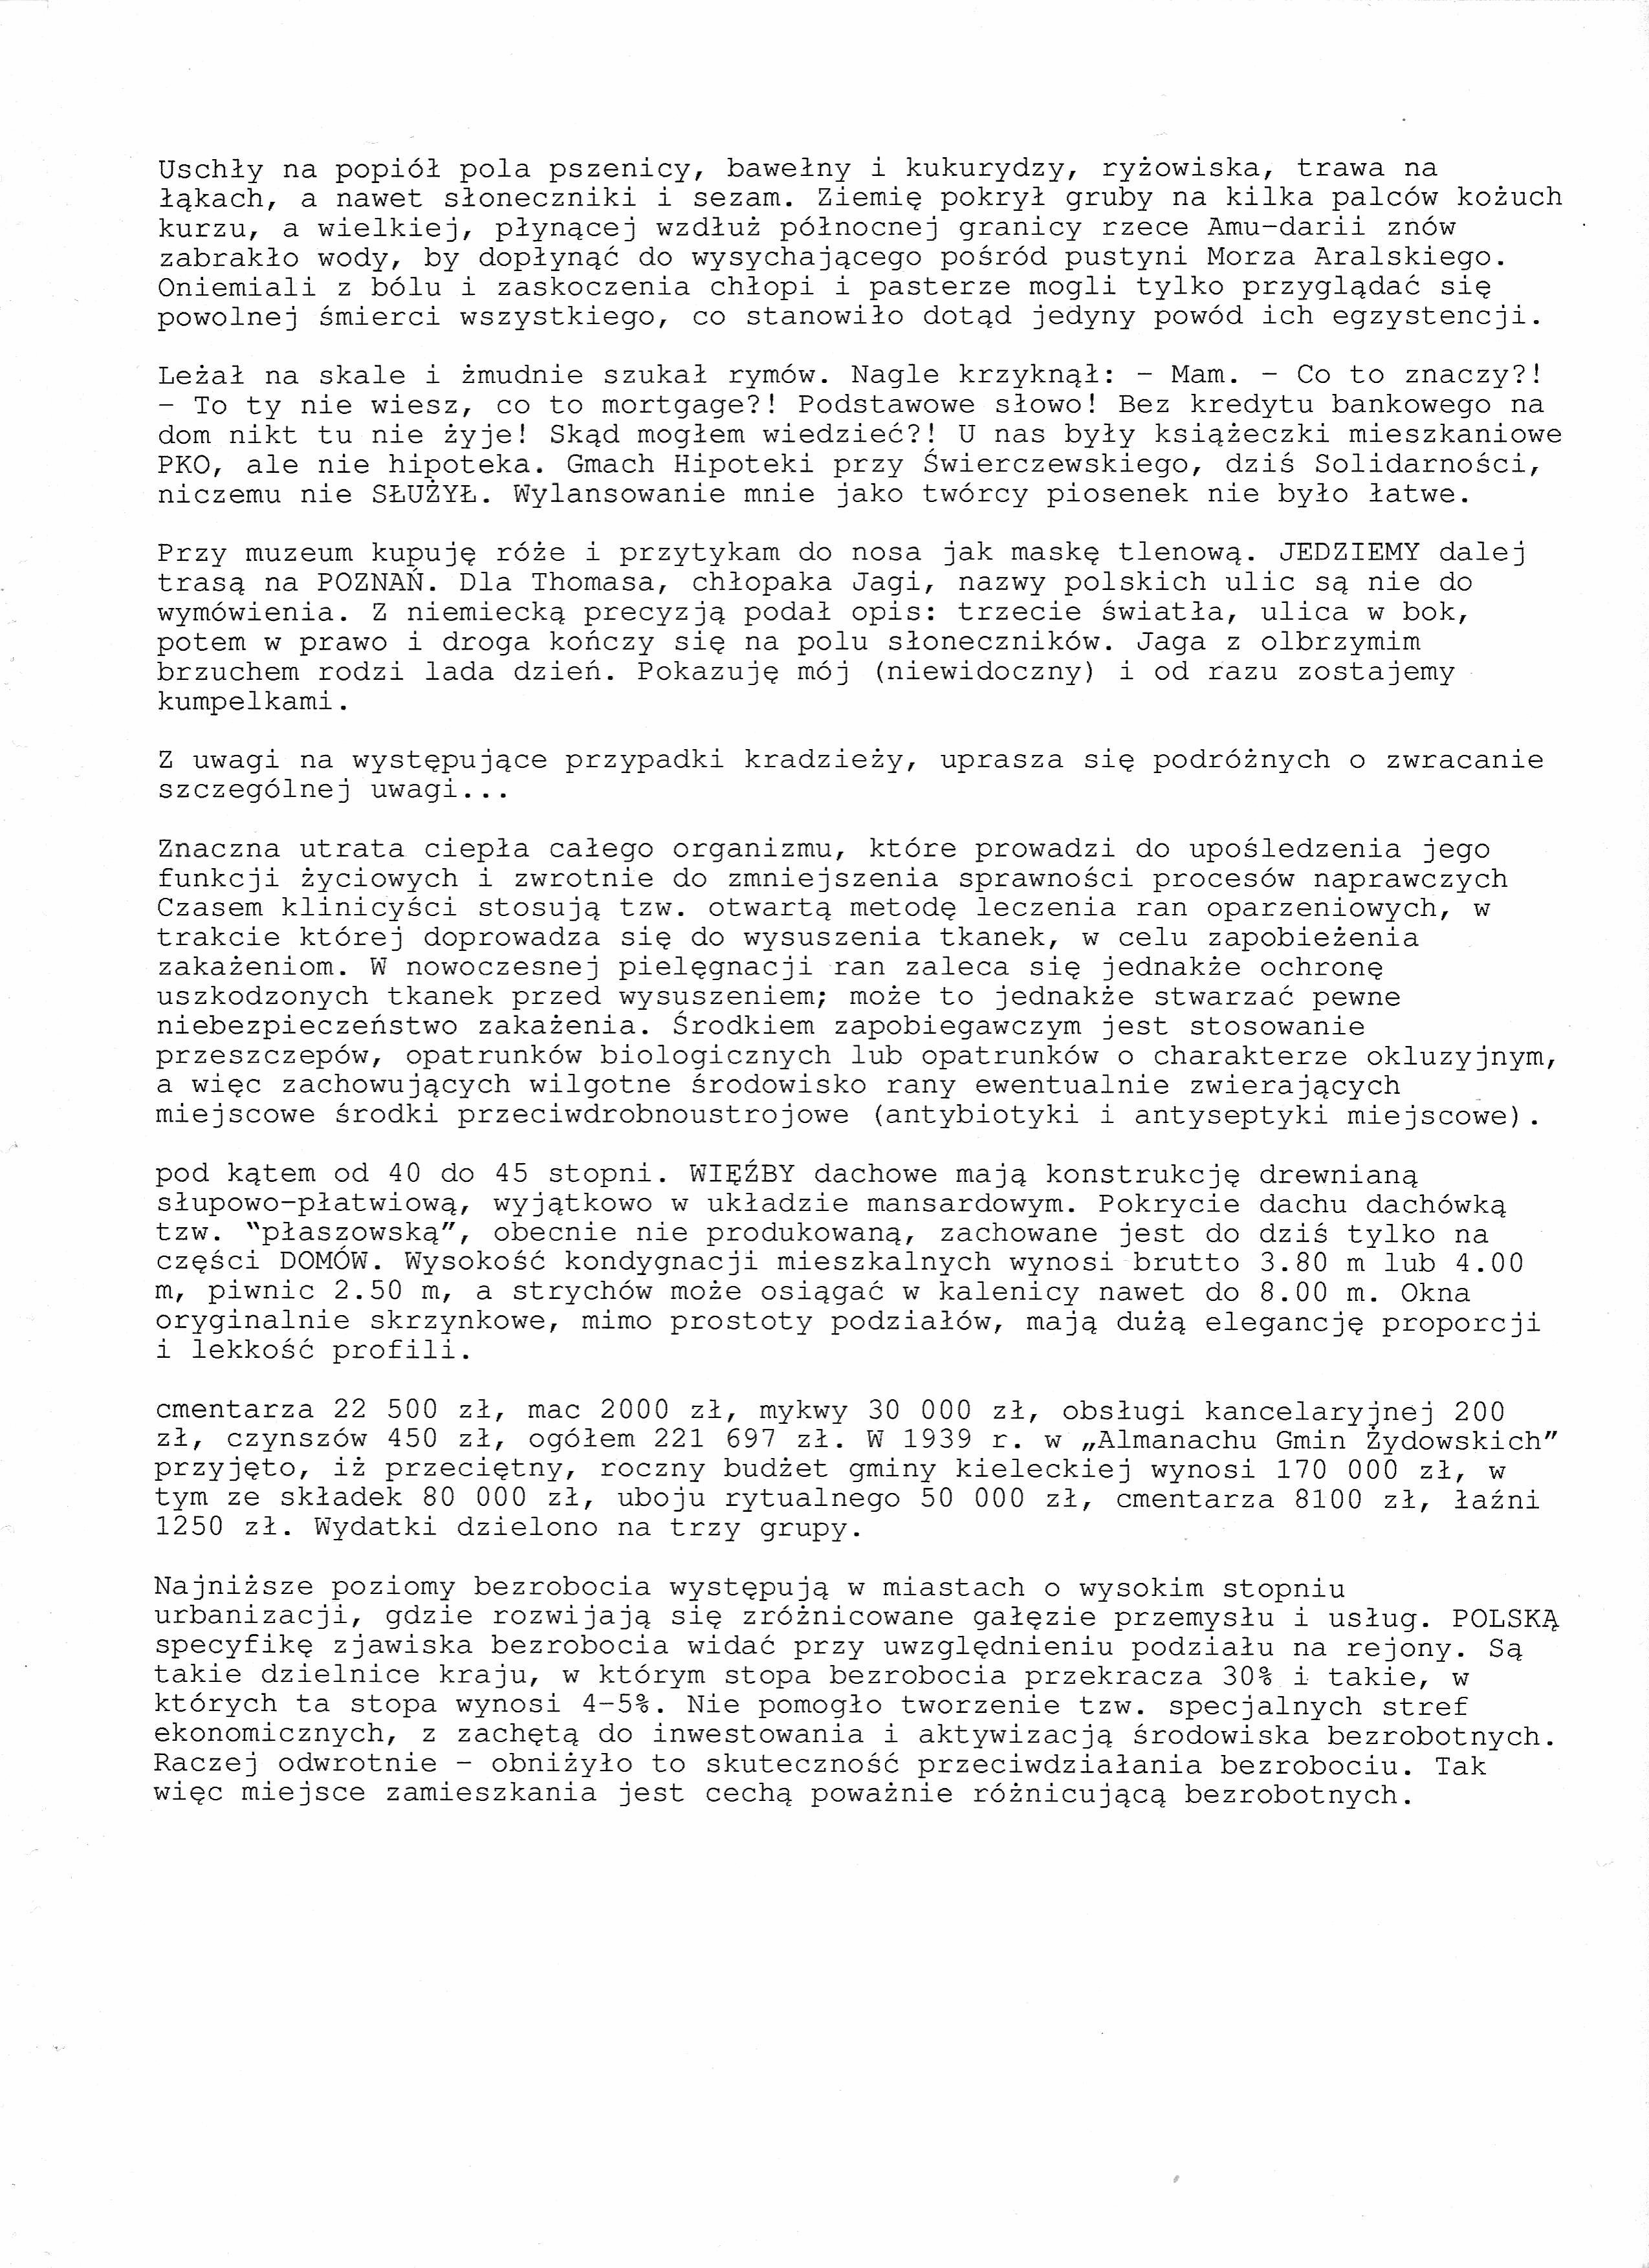 Uschły na popiół pola pszenicy, bawełny i kukurydzy, ryżowiska, trawa na
łąkach, a nawet słoneczniki i sezam. Ziemię pokrył gruby na kilka palców kożuch
kurzu, a wielkiej, płynącej wzdłuż północnej granicy rzece Amu-darii znów
zabrakło wody, by dopłynąć do wysychającego pośród pustyni Morza Aralskiego.
Oniemiali z bólu i zaskoczenia chłopi i pasterze mogli tylko przyglądać się
powolnej śmierci wszystkiego, co stanowiło dotąd jedyny powód ich egzystencji.

Leżał na skale i żmudnie szukał rymów. Nagle krzyknął: - Mam. - Co to znaczy?!
- To ty nie wiesz, co to mortgage?! Podstawowe słowo! Bez kredytu bankowego na
dom nikt tu nie żyje! Skąd mogłem wiedzieć?! U nas były książeczki mieszkaniowe
PKO, ale nie hipoteka. Gmach Hipoteki przy Świerczewskiego, dziś Solidarności,
niczemu nie SŁUŻYŁ. Wylansowanie mnie jako twórcy piosenek nie było łatwe.

Przy muzeum kupuję róże i przytykam do nosa jak maskę tlenową. JEDZIEMY dalej
trasą na POZNAŃ. Dla Thomasa, chłopaka Jagi, nazwy polskich ulic są nie do
wymówienia. Z niemiecką precyzją podał opis: trzecie światła, ulica w bok,
potem w prawo i droga kończy się na polu słoneczników. Jaga z olbrzymim
brzuchem rodzi lada dzień. Pokazuję mój (niewidoczny) i od razu zostajemy
kumpelkami.

Z uwagi na występujące przypadki kradzieży, uprasza się podróżnych o zwracanie
szczególnej uwagi...

Znaczna utrata ciepła całego organizmu, które prowadzi do upośledzenia jego
funkcji życiowych i zwrotnie do zmniejszenia sprawności procesów naprawczych
Czasem klinicyści stosują tzw. otwartą metodę leczenia ran oparzeniowych, w
trakcie której doprowadza się do wysuszenia tkanek, w celu zapobieżenia
zakażeniom. W nowoczesnej pielęgnacji ran zaleca się jednakże ochronę
uszkodzonych tkanek przed wysuszeniem; może to jednakże stwarzać pewne
niebezpieczeństwo zakażenia. Środkiem zapobiegawczym jest stosowanie
przeszczepów, opatrunków biologicznych lub opatrunków o charakterze okluzyjnym,
a więc zachowujących wilgotne środowisko rany ewentualnie zwierających
miejscowe środki przeciwdrobnoustrojowe (antybiotyki i antyseptyki miejscowe).

pod kątem od 40 do 45 stopni. WIĘŹBY dachowe mają konstrukcję drewnianą
słupowo-płatwiową, wyjątkowo w układzie mansardowym. Pokrycie dachu dachówką
tzw. "płaszowską", obecnie nie produkowaną, zachowane jest do dziś tylko na
części DOMÓW. Wysokość kondygnacji mieszkalnych wynosi brutto 3.80 m lub 4.00
m, piwnic 2.50 m, a strychów może osiągać w kalenicy nawet do 8.00 m. Okna
oryginalnie skrzynkowe, mimo prostoty podziałów, mają dużą elegancję proporcji
i lekkość profili.

cmentarza 22 500 zł, mac 2000 zł, mykwy 30 000 zł, obsługi kancelaryjnej 200
zł, czynszów 450 zł, ogółem 221 697 zł. W 1939 r. w „Almanachu Gmin Żydowskich"
przyjęto, iż przeciętny, roczny budżet gminy kieleckiej wynosi 170 000 zł, w
tym ze składek 80 000 zł, uboju rytualnego 50 000 zł, cmentarza 8100 zł, łaźni
1250 zł. Wydatki dzielono na trzy grupy.

Najniższe poziomy bezrobocia występują w miastach o wysokim stopniu
urbanizacji, gdzie rozwijają się zróżnicowane gałęzie przemysłu i usług. POLSKĄ
specyfikę zjawiska bezrobocia widać przy uwzględnieniu podziału na rejony. Są
takie dzielnice kraju, w którym stopa bezrobocia przekracza 30% i takie, w
których ta stopa wynosi 4-5%. Nie pomogło tworzenie tzw. specjalnych stref
ekonomicznych, z zachętą do inwestowania i aktywizacją środowiska bezrobotnych.
Raczej odwrotnie - obniżyło to skuteczność przeciwdziałania bezrobociu. Tak
więc miejsce zamieszkania jest cechą poważnie różnicującą bezrobotnych.